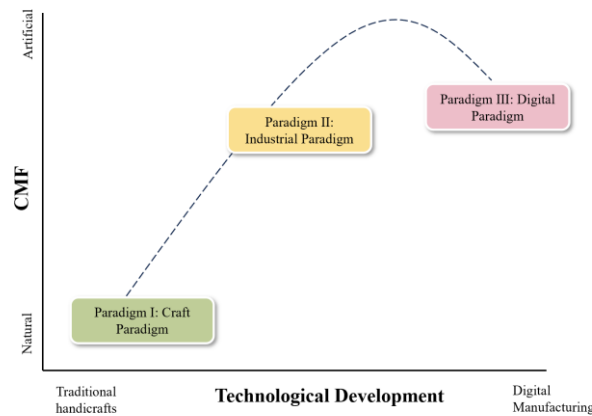 Artificial
CMF
Natural
Paradigm I: Craft
Paradigm
Paradigm II:
Industrial Paradigm
Paradigm III: Digital
Paradigm
Traditional
handicrafts
Technological Development
Digital
Manufacturing